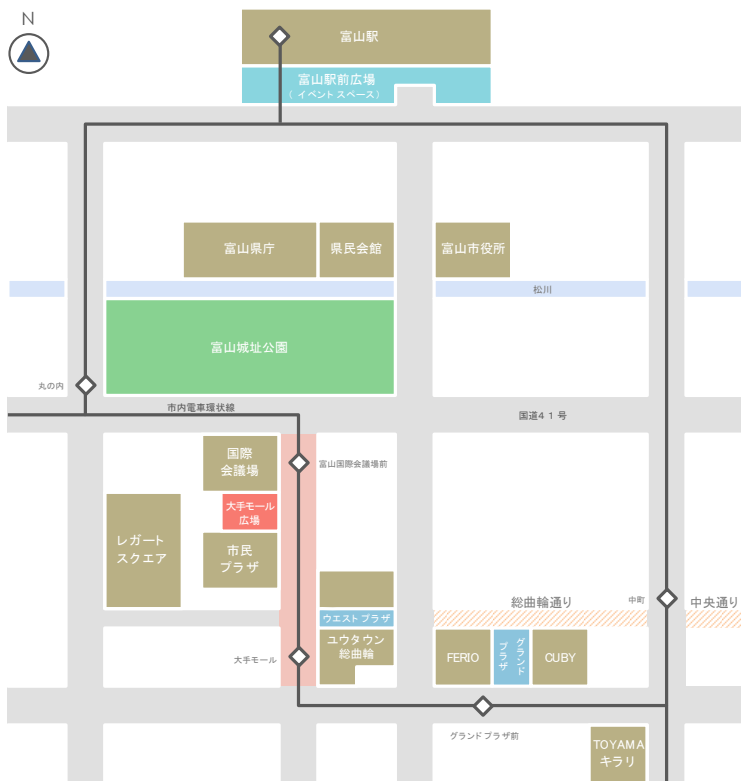 N
富山駅
富山駅前広場
（ イベントスペース）
富山県庁
県民会館
富山市役所
松川
富山城址公園
丸の内
市内電車環状線
国道4１号
国際
会議場
富山国際会議場前
大手モール
広場
レガート
スクエア
市民
プラザ
総曲輪通り
中町
中央通り
ウエストプラザ
ユウタウン
総曲輪
大手モール
FERIO
グランド
プラザ
CUBY
グランドプラザ前
TOYAMA
キラリ